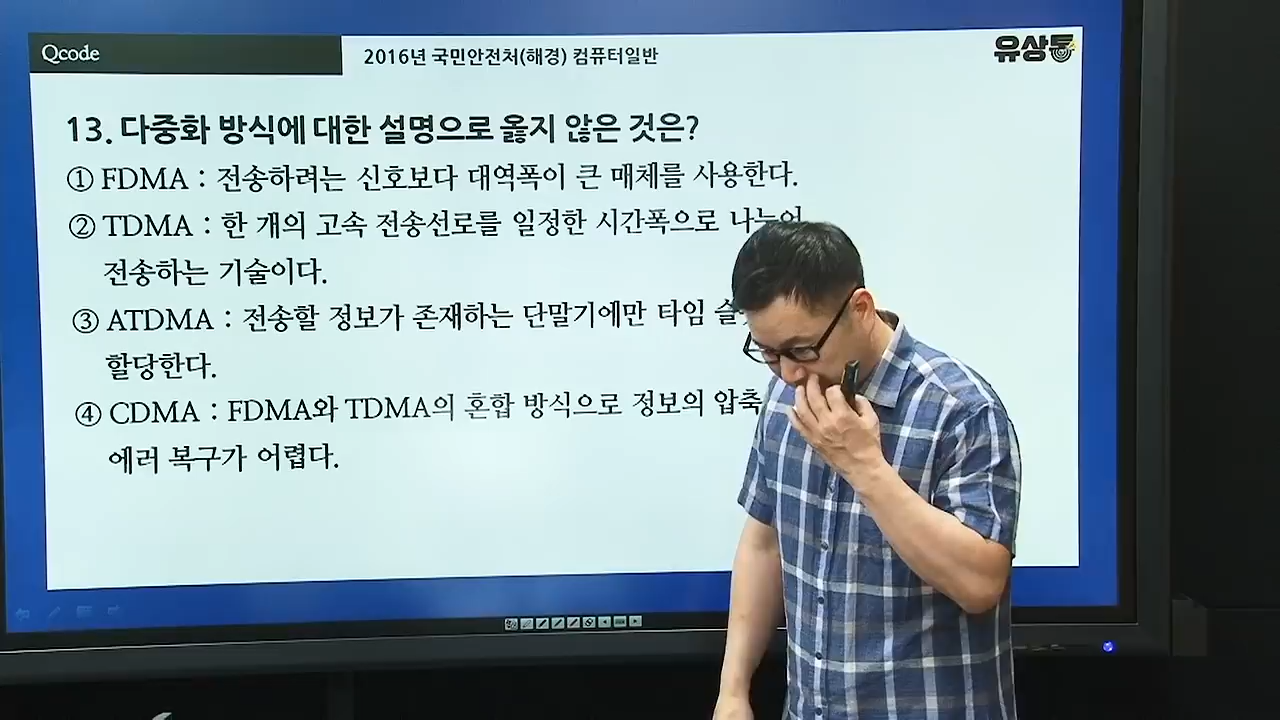 Qcode
2016년 국민안전처(해경) 컴퓨터일반
유상통
13. 다중화 방식에 대한 설명으로 옳지 않은 것은?
① FDMA : 전송하려는 신호보다 대역폭이 큰 매체를 사용한다.
② TDMA : 한 개의 고속 전송선로를 일정한 시간폭으로 나누어
전송하는 기술이다.
③ ATDMA : 전송할 정보가 존재하는 단말기에만 타임
할당한다.
④ CDMA : FDMA와 TDMA의 혼합 방식으로 정보의 압축
에러 복구가 어렵다.